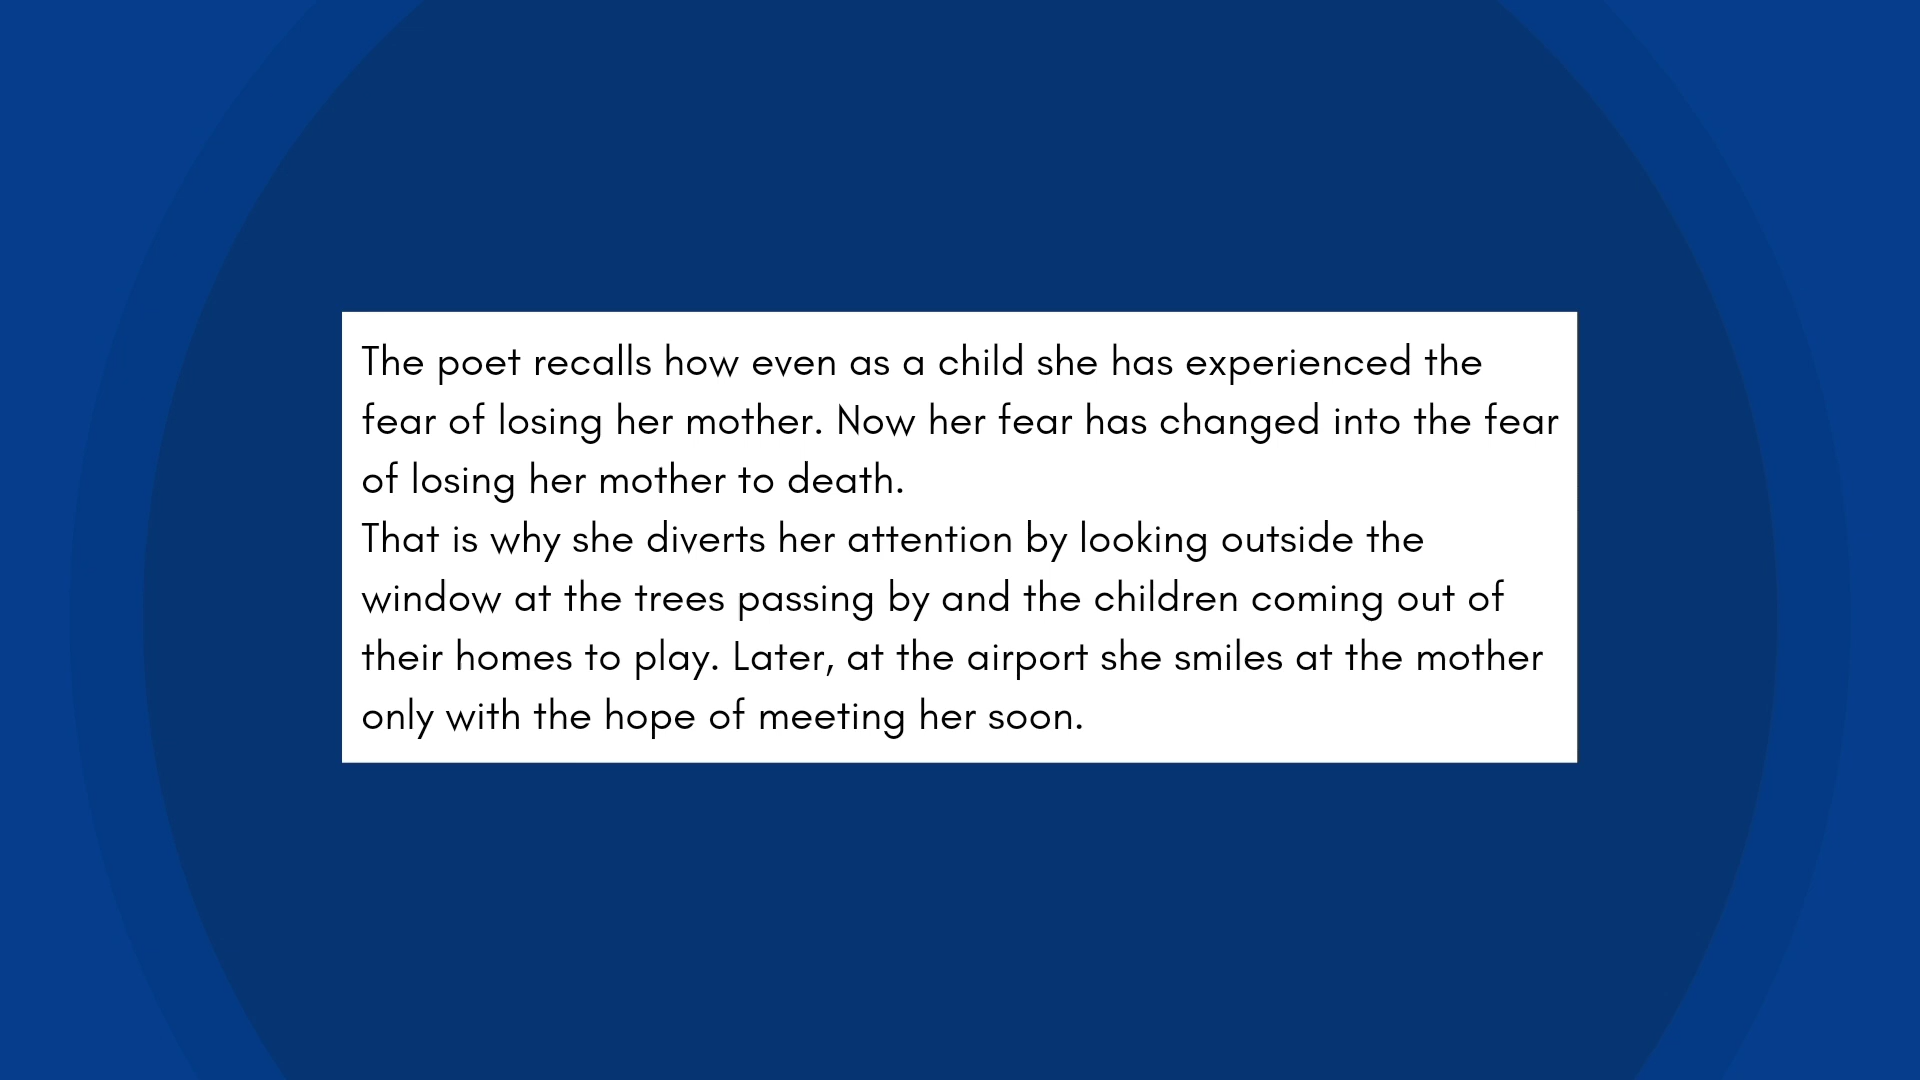 The poet recalls how even as a child she has experienced the
fear of losing her mother. Now her fear has changed into the fear
of losing her mother to death.
That is why she diverts her attention by looking outside the
window at the trees passing by and the children coming out of
their homes to play. Later, at the airport she smiles at the mother
only with the hope of meeting her soon.